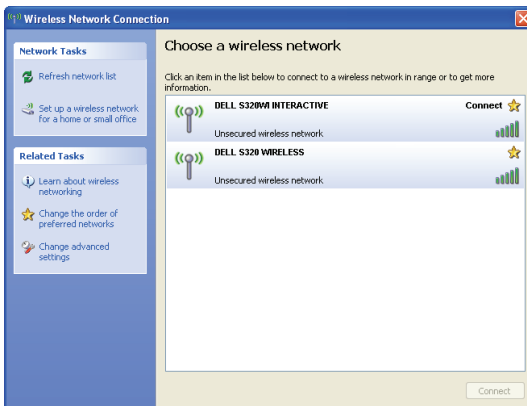 Wireless Network Connection
Network Tasks
Refresh network list
Set up a wireless network
for a home or small office
Related Tasks
Learn about wireless
networking
Change the order of
preferred networks
Change advanced
settings
Choose a wireless network
Click an item in the list below to connect to a wireless network in range or to get more
information.
DELL S320WI INTERACTIVE Connect
Unsecured wireless network
DELL S320 WIRELESS
Unsecured wireless network
Connect